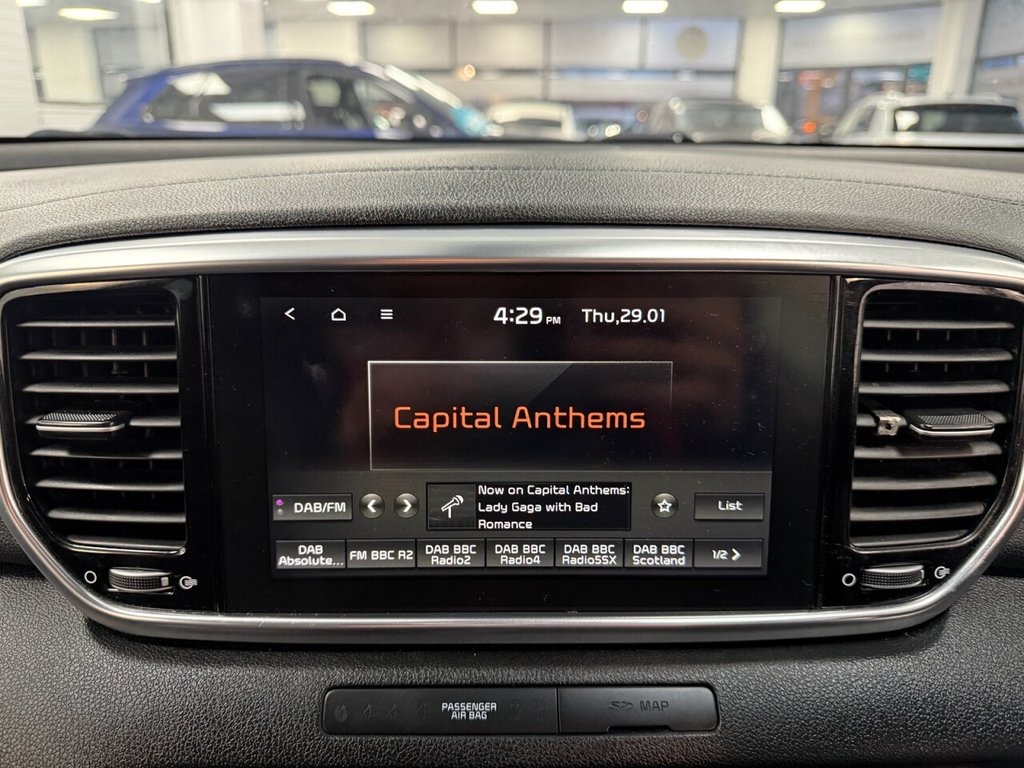 4:29 PM Thu,29.01
Capital Anthems
DAB/FM
Now on Capital Anthems:
Lady Gaga with Bad
Romance
List
DAB
Absolute...
FM BBC R2
DAB BBC
Radio2
DAB BBC
Radio4
DAB BBC
Radio5SX
DAB BBC
Scotland
1/2
PASSENGER
AIR BAG
SD MAP